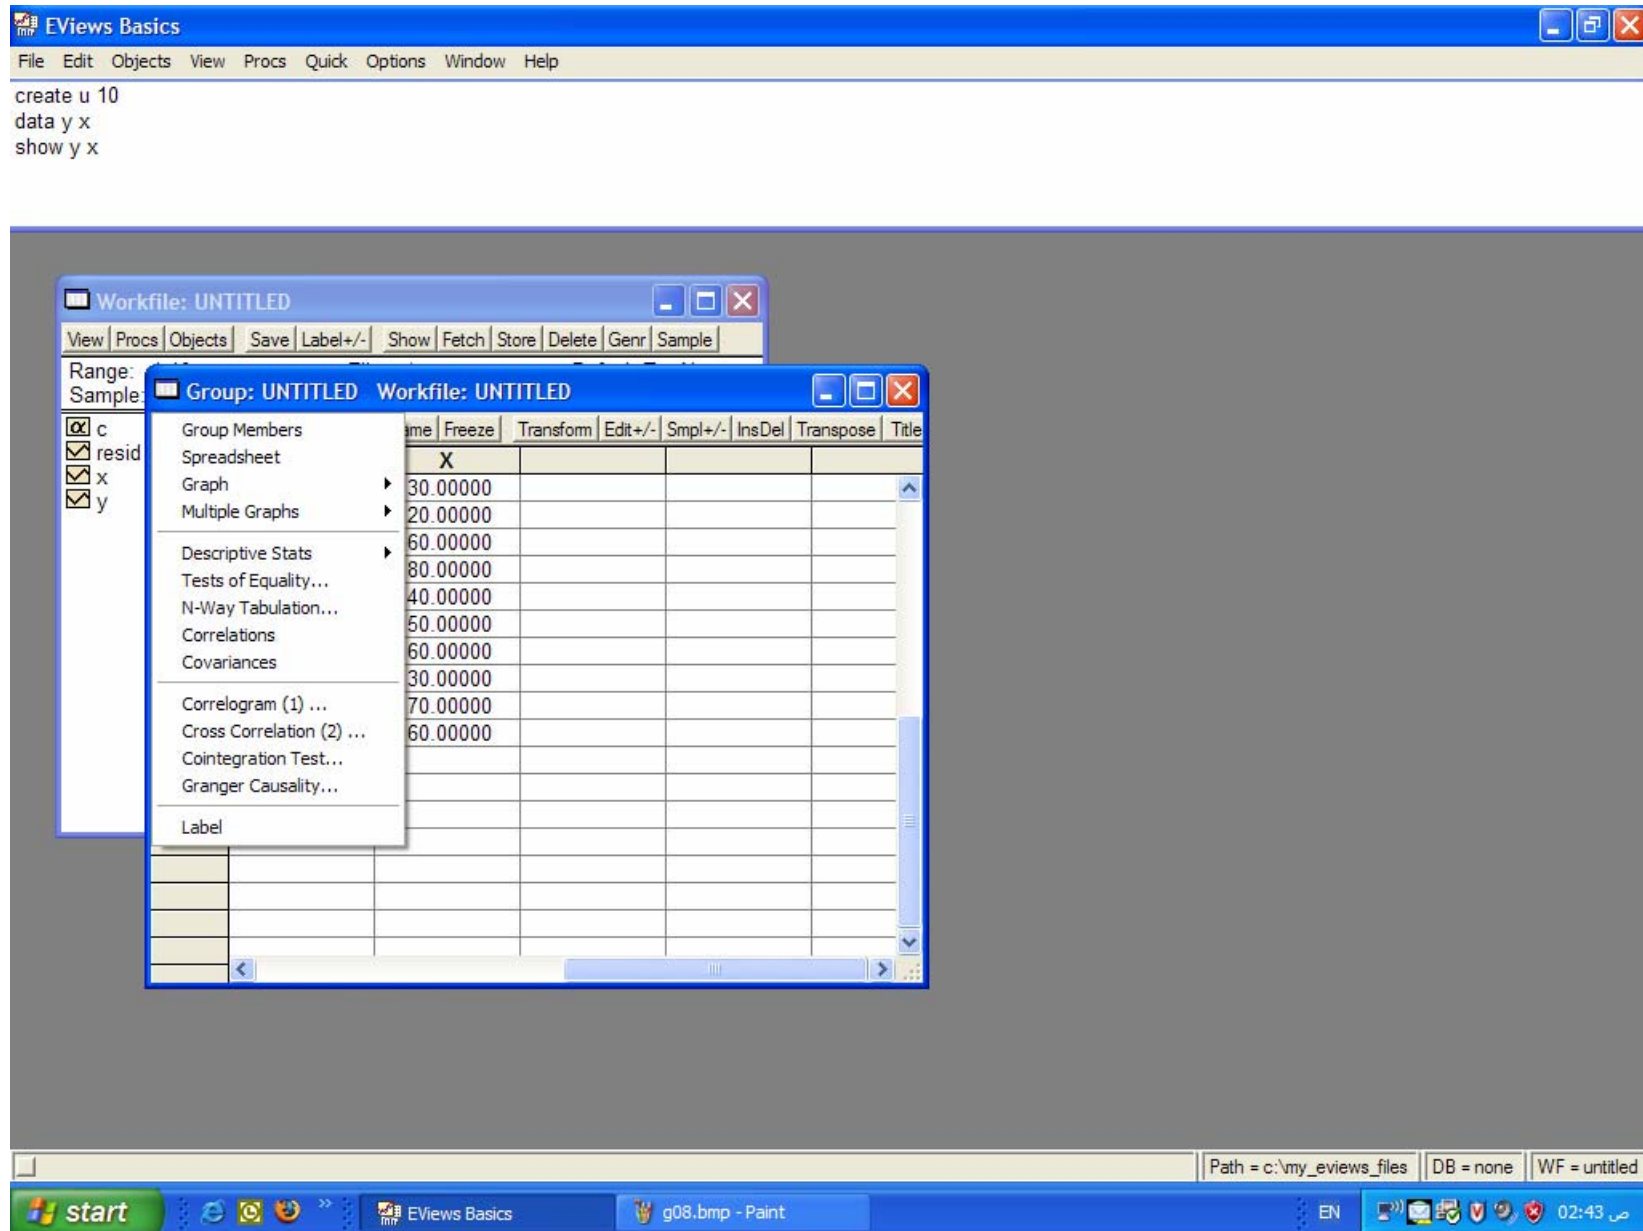 EViews Basics
File Edit Objects View Procs Quick Options Window Help
create u 10
data y x
show y x
Workfile: UNTITLED
View Procs Objects Save Label+/- Show Fetch Store Delete Genr Sample
Range:
Sample:
c
resid
x
y
Group: UNTITLED Workfile: UNTITLED
Freeze Transform Edit+/- Smpl+/- InsDel Transpose Title
Group Members
Spreadsheet
Graph
Multiple Graphs
Descriptive Stats
Tests of Equality...
N-Way Tabulation...
Correlations
Covariances
Correlogram (1) ...
Cross Correlation (2) ...
Cointegration Test...
Granger Causality...
Label
X
30.00000
20.00000
60.00000
80.00000
40.00000
50.00000
60.00000
30.00000
70.00000
60.00000
Path = c:\my_eviews_files DB = none WF = untitled
start EViews Basics g08.bmp - Paint EN 02:43 ص